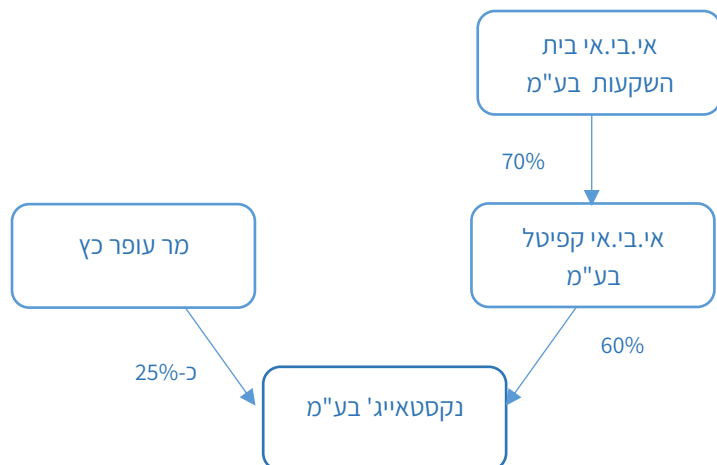 אי.בי.אי בית
השקעות בע"מ
70%
מר עופר כץ
אי.בי.אי קפיטל
בע"מ
כ-25%
60%
נקסטאייג' בע"מ